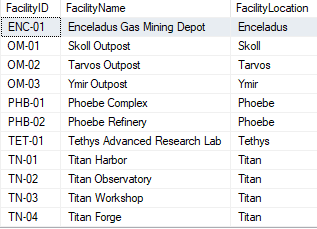 FacilityID FacilityName FacilityLocation
ENC-01 Enceladus Gas Mining Depot Enceladus
OM-01 Skoll Outpost Skoll
OM-02 Tarvos Outpost Tarvos
OM-03 Ymir Outpost Ymir
PHB-01 Phoebe Complex Phoebe
PHB-02 Phoebe Refinery Phoebe
TET-01 Tethys Advanced Research Lab Tethys
TN-01 Titan Harbor Titan
TN-02 Titan Observatory Titan
TN-03 Titan Workshop Titan
TN-04 Titan Forge Titan